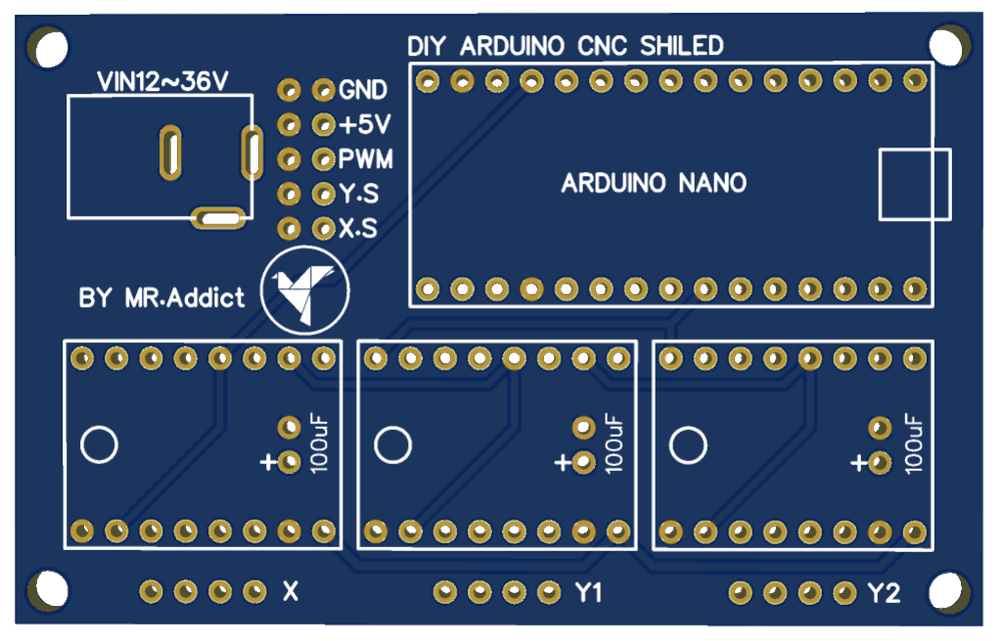 DIY ARDUINO CNC SHILED
VIN12~36V
GND
+5V
PWM
Y.S
X.S
ARDUINO NANO
BY MR.Addict
+
100uF
+
100uF
+
100uF
X
Y1
Y2